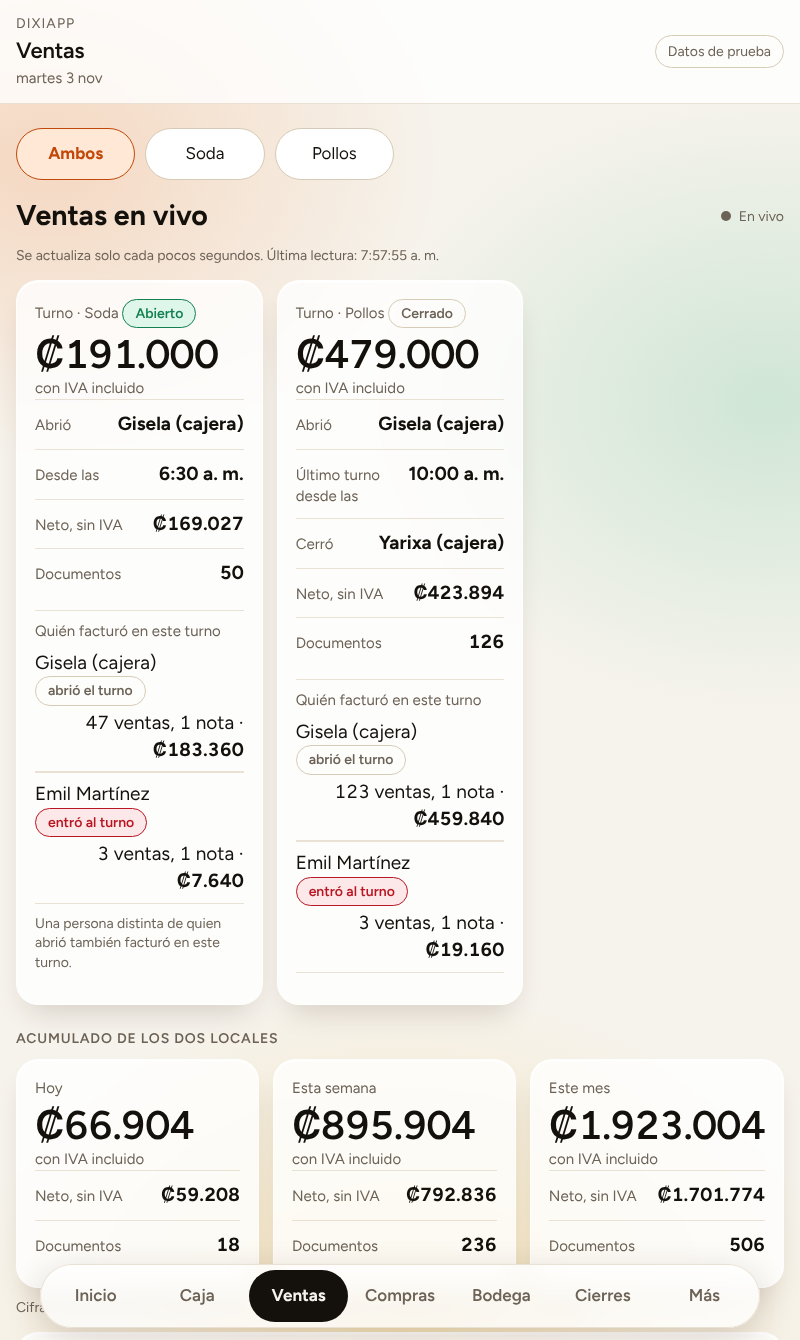 DIXIAPP
Ventas
martes 3 nov
Datos de prueba
Ambos
Soda
Pollos
Ventas en vivo
En vivo
Se actualiza solo cada pocos segundos. Última lectura: 7:57:55 a. m.
Turno · Soda Abierto
₡191.000
con IVA incluido
Abrió Gisela (cajera)
Desde las 6:30 a. m.
Neto, sin IVA ₡169.027
Documentos 50
Quién facturó en este turno
Gisela (cajera)
abrió el turno
47 ventas, 1 nota ·
₡183.360
Emil Martínez
entró al turno
3 ventas, 1 nota ·
₡7.640
Una persona distinta de quien
abrió también facturó en este
turno.
Turno · Pollos Cerrado
₡479.000
con IVA incluido
Abrió Gisela (cajera)
Último turno 10:00 a. m.
desde las
Cerró Yarixa (cajera)
Neto, sin IVA ₡423.894
Documentos 126
Quién facturó en este turno
Gisela (cajera)
abrió el turno
123 ventas, 1 nota ·
₡459.840
Emil Martínez
entró al turno
3 ventas, 1 nota ·
₡19.160
ACUMULADO DE LOS DOS LOCALES
Hoy
₡66.904
con IVA incluido
Neto, sin IVA ₡59.208
Documentos 18
Esta semana
₡895.904
con IVA incluido
Neto, sin IVA ₡792.836
Documentos 236
Este mes
₡1.923.004
con IVA incluido
Neto, sin IVA ₡1.701.774
Documentos 506
Inicio
Caja
Ventas
Compras
Bodega
Cierres
Más